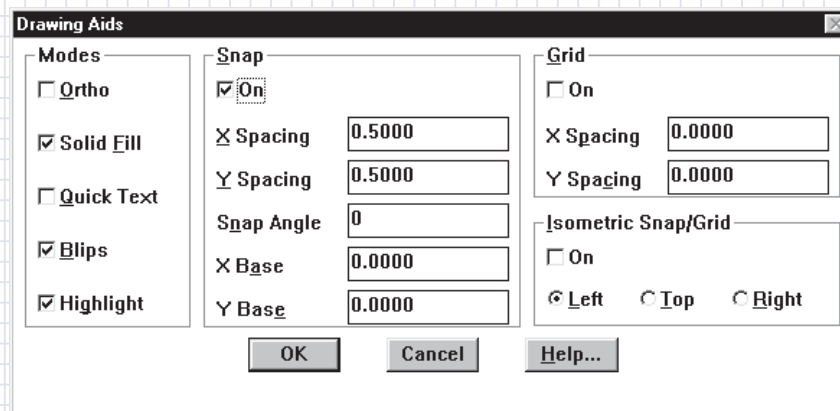 Drawing Aids
Modes
Ortho
Solid Fill
Quick Text
Blips
Highlight
Snap
On
X Spacing 0.5000
Y Spacing 0.5000
Snap Angle 0
X Base 0.0000
Y Base 0.0000
Grid
On
X Spacing 0.0000
Y Spacing 0.0000
Isometric Snap/Grid
On
Left Top Right
OK Cancel Help...